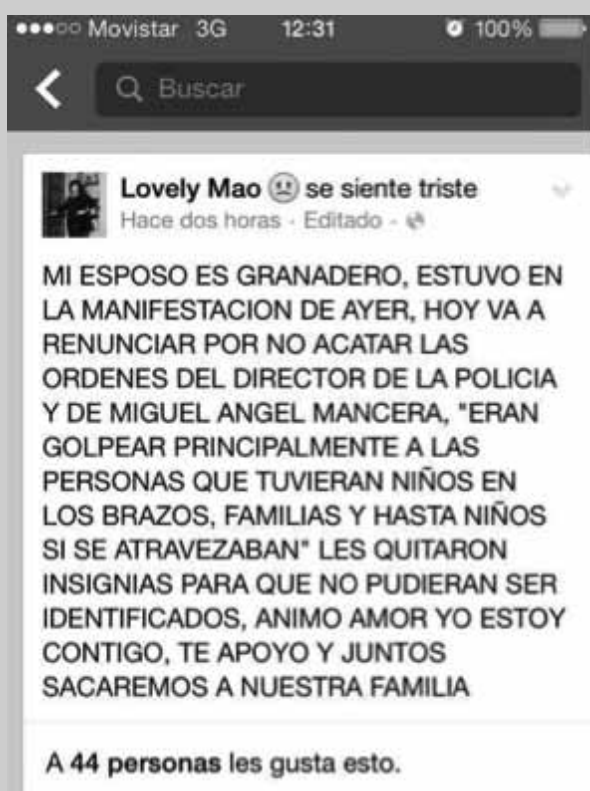 Movistar 3G 12:31 100%
Buscar
Lovely Mao se siente triste
Hace dos horas · Editado ·
MI ESPOSO ES GRANADERO, ESTUVO EN
LA MANIFESTACION DE AYER, HOY VA A
RENUNCIAR POR NO ACATAR LAS
ORDENES DEL DIRECTOR DE LA POLICIA
Y DE MIGUEL ANGEL MANCERA, "ERAN
GOLPEAR PRINCIPALMENTE A LAS
PERSONAS QUE TUVIERAN NIÑOS EN
LOS BRAZOS, FAMILIAS Y HASTA NIÑOS
SI SE ATRAVEZABAN" LES QUITARON
INSIGNIAS PARA QUE NO PUDIERAN SER
IDENTIFICADOS, ANIMO AMOR YO ESTOY
CONTIGO, TE APOYO Y JUNTOS
SACAREMOS A NUESTRA FAMILIA
A 44 personas les gusta esto.